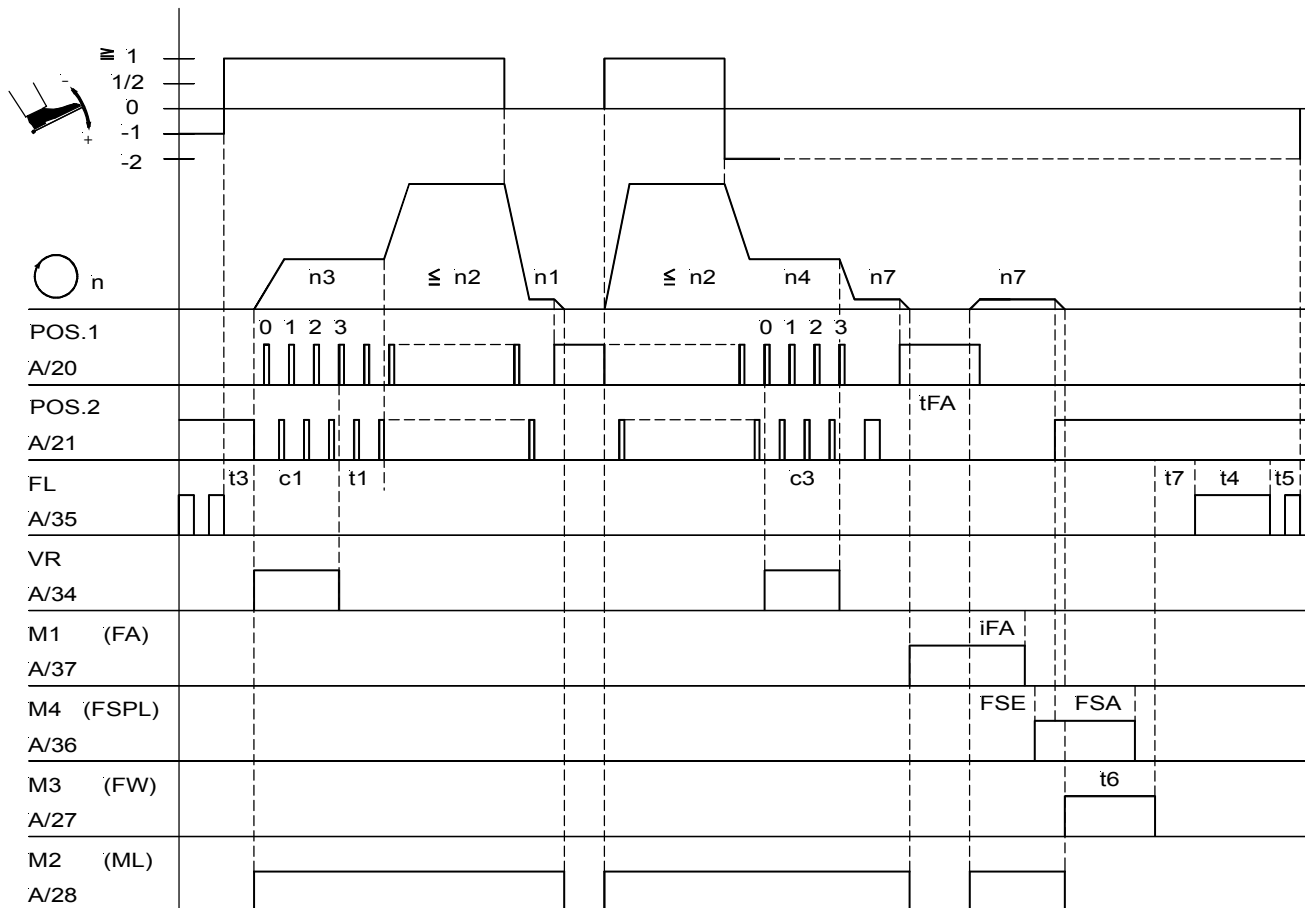 ≧ 1
1/2
0
-1
-2
-
+
n
n3
≦ n2
n1
≦ n2
n4
n7
n7
POS.1
0 1 2 3
0 1 2 3
A/20
POS.2
tFA
A/21
FL
t3
c1
t1
c3
t7
t4
t5
A/35
VR
A/34
M1 (FA)
iFA
A/37
M4 (FSPL)
FSE
FSA
A/36
M3 (FW)
t6
A/27
M2 (ML)
A/28